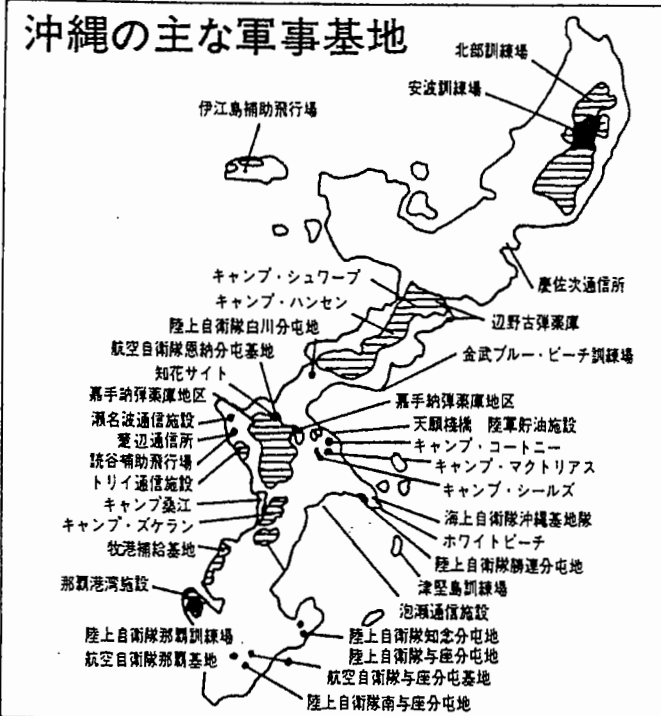 沖縄の主な軍事基地
北部訓練場
安波訓練場
伊江島補助飛行場
慶佐次通信所
キャンプ・シュワープ
キャンプ・ハンセン
辺野古弾薬庫
陸上自衛隊白川分屯地
航空自衛隊恩納分屯基地
金武ブルー・ビーチ訓練場
知花サイト
嘉手納弾薬庫地区
嘉手納弾薬庫地区
瀬名波通信施設
天願棧橋 陸軍貯油施設
楚辺通信所
キャンプ・コートニー
読谷補助飛行場
キャンプ・マクトリアス
トリイ通信施設
キャンプ・シールズ
キャンプ桑江
キャンプ・ズケラン
海上自衛隊沖縄基地隊
ホワイトビーチ
牧港補給基地
陸上自衛隊勝連分屯地
津堅島訓練場
那覇港湾施設
泡瀬通信施設
陸上自衛隊那覇訓練場
陸上自衛隊知念分屯地
航空自衛隊那覇基地
陸上自衛隊与座分屯地
航空自衛隊与座分屯基地
陸上自衛隊南与座分屯地